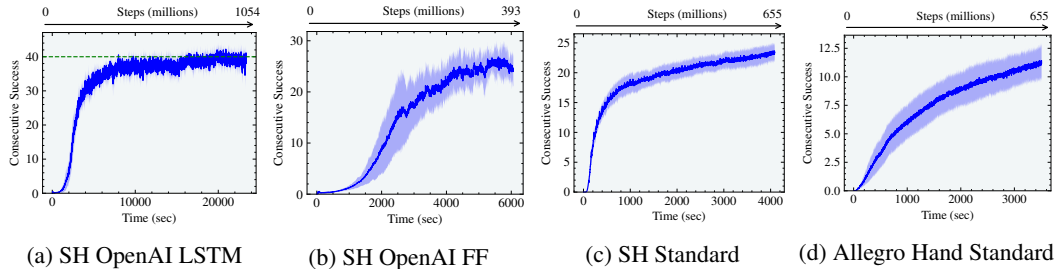 0 Steps (millions) 1054
0 Steps (millions) 393
0 Steps (millions) 655
0 Steps (millions) 655
Consecutive Success
50
40
30
20
10
0
0 10000 20000
Time (sec)
Consecutive Success
30
20
10
0
0 2000 4000 6000
Time (sec)
Consecutive Success
25
20
15
10
5
0
0 1000 2000 3000 4000
Time (sec)
Consecutive Success
12.5
10.0
7.5
5.0
2.5
0.0
0 1000 2000 3000
Time (sec)
(a) SH OpenAI LSTM
(b) SH OpenAI FF
(c) SH Standard
(d) Allegro Hand Standard